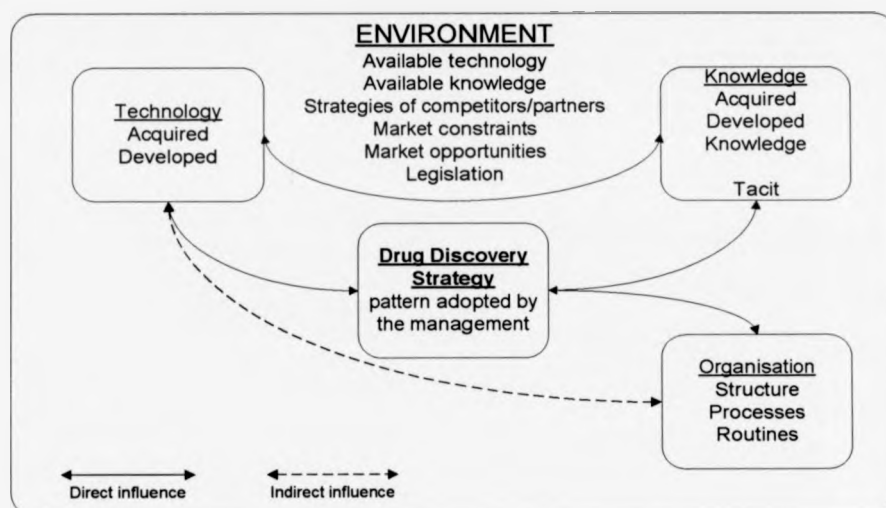 ENVIRONMENT
Available technology
Available knowledge
Strategies of competitors/partners
Market constraints
Market opportunities
Legislation
Technology
Acquired
Developed
Knowledge
Acquired
Developed
Knowledge
Tacit
Drug Discovery
Strategy
pattern adopted by
the management
Organisation
Structure
Processes
Routines
Direct influence
Indirect influence